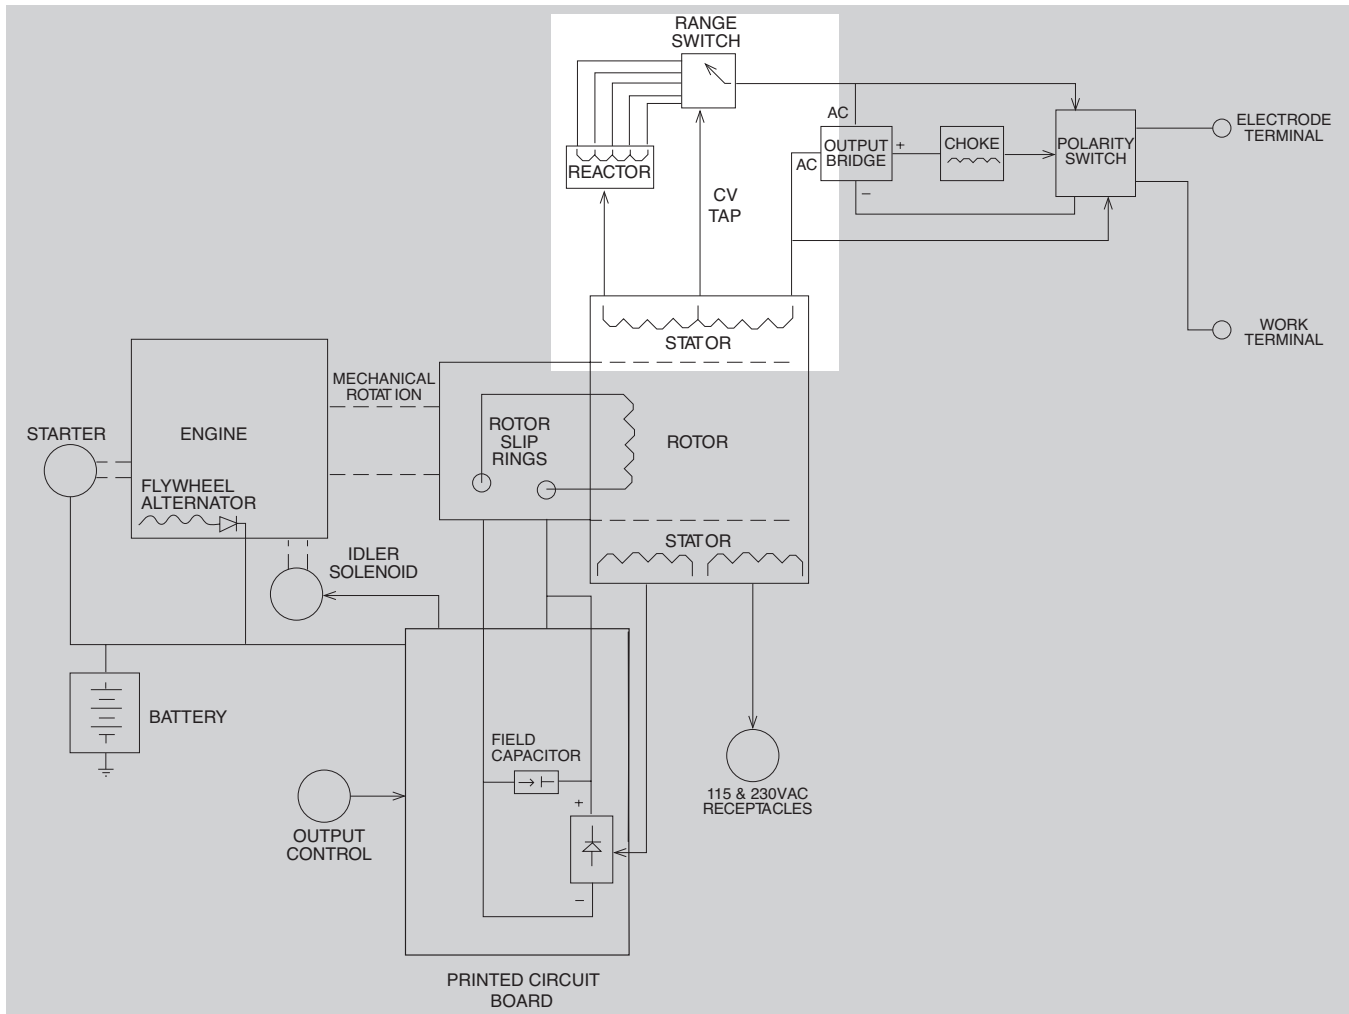 RANGE
SWITCH
REACTOR
CV
TAP
AC
AC
OUTPUT
BRIDGE
+
–
CHOKE
POLARITY
SWITCH
ELECTRODE
TERMINAL
WORK
TERMINAL
STATOR
MECHANICAL
ROTATION
STARTER
ENGINE
FLYWHEEL
ALTERNATOR
ROTOR
SLIP
RINGS
ROTOR
STATOR
IDLER
SOLENOID
BATTERY
FIELD
CAPACITOR
+
–
OUTPUT
CONTROL
115 & 230VAC
RECEPTACLES
PRINTED CIRCUIT
BOARD